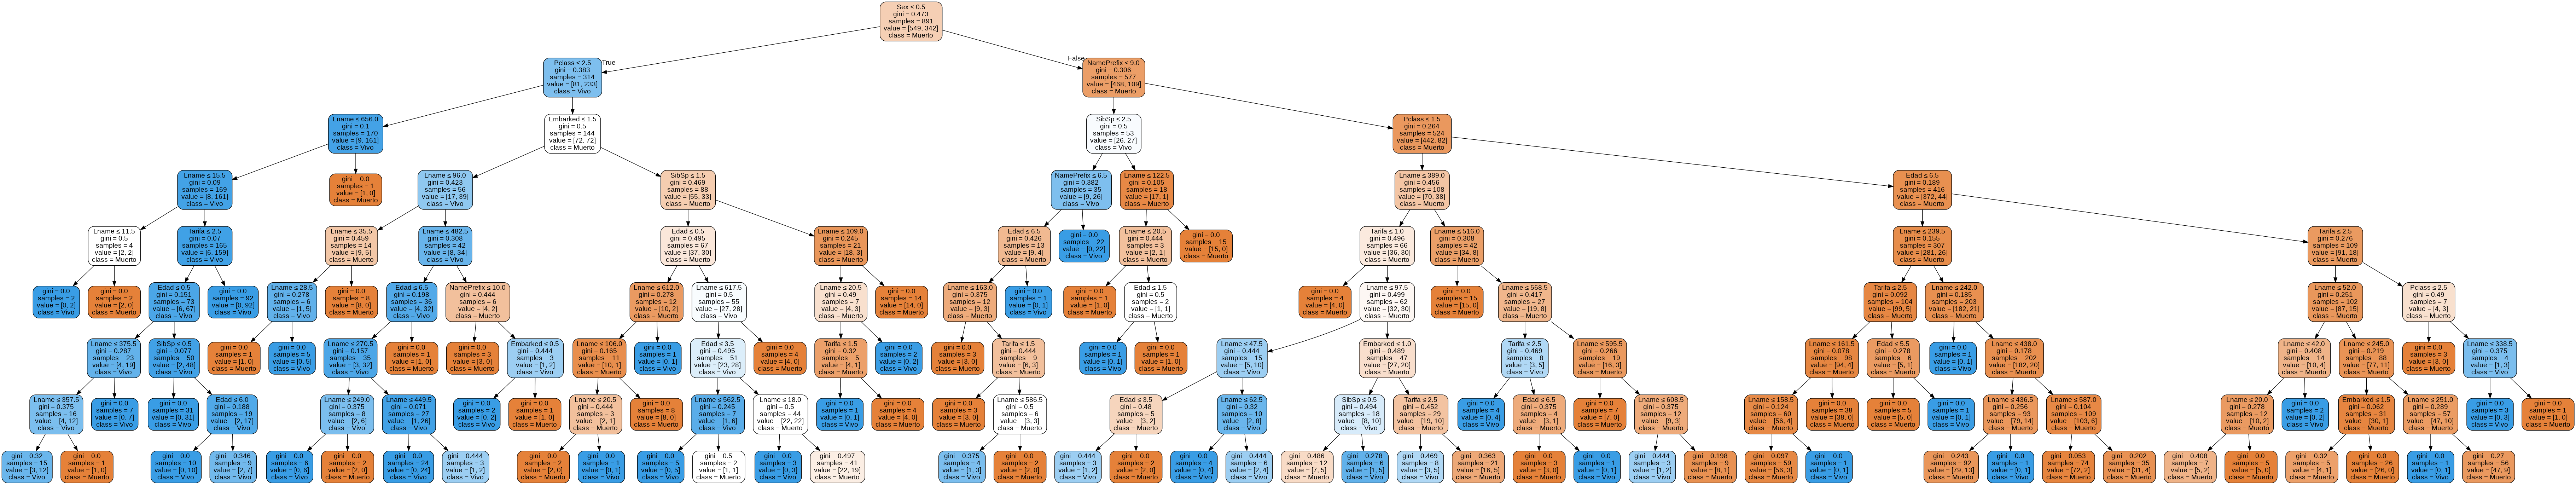 Sex ≤ 0.5
gini = 0.473
samples = 891
value = [549, 342]
class = Muerto
True
False
Pclass ≤ 2.5
gini = 0.383
samples = 314
value = [81, 233]
class = Vivo
NamePrefix ≤ 9.0
gini = 0.306
samples = 577
value = [468, 109]
class = Muerto
Lname ≤ 656.0
gini = 0.1
samples = 170
value = [9, 161]
class = Vivo
Embarked ≤ 1.5
gini = 0.5
samples = 144
value = [72, 72]
class = Muerto
SibSp ≤ 2.5
gini = 0.5
samples = 53
value = [26, 27]
class = Vivo
Pclass ≤ 1.5
gini = 0.264
samples = 524
value = [442, 82]
class = Muerto
Lname ≤ 15.5
gini = 0.09
samples = 169
value = [8, 161]
class = Vivo
gini = 0.0
samples = 1
value = [1, 0]
class = Muerto
Lname ≤ 96.0
gini = 0.423
samples = 56
value = [17, 39]
class = Vivo
SibSp ≤ 1.5
gini = 0.469
samples = 88
value = [55, 33]
class = Muerto
NamePrefix ≤ 6.5
gini = 0.382
samples = 35
value = [9, 26]
class = Vivo
Lname ≤ 122.5
gini = 0.105
samples = 18
value = [17, 1]
class = Muerto
Lname ≤ 389.0
gini = 0.456
samples = 108
value = [70, 38]
class = Muerto
Edad ≤ 6.5
gini = 0.189
samples = 416
value = [372, 44]
class = Muerto
Lname ≤ 11.5
gini = 0.5
samples = 4
value = [2, 2]
class = Muerto
Tarifa ≤ 2.5
gini = 0.07
samples = 165
value = [6, 159]
class = Vivo
Lname ≤ 35.5
gini = 0.459
samples = 14
value = [9, 5]
class = Muerto
Lname ≤ 482.5
gini = 0.308
samples = 42
value = [8, 34]
class = Vivo
Edad ≤ 0.5
gini = 0.495
samples = 67
value = [37, 30]
class = Muerto
Lname ≤ 109.0
gini = 0.245
samples = 21
value = [18, 3]
class = Muerto
Edad ≤ 6.5
gini = 0.426
samples = 13
value = [9, 4]
class = Muerto
gini = 0.0
samples = 22
value = [0, 22]
class = Vivo
Lname ≤ 20.5
gini = 0.444
samples = 3
value = [2, 1]
class = Muerto
gini = 0.0
samples = 15
value = [15, 0]
class = Muerto
Tarifa ≤ 1.0
gini = 0.496
samples = 66
value = [36, 30]
class = Muerto
Lname ≤ 516.0
gini = 0.308
samples = 42
value = [34, 8]
class = Muerto
Lname ≤ 239.5
gini = 0.155
samples = 307
value = [281, 26]
class = Muerto
Tarifa ≤ 2.5
gini = 0.276
samples = 109
value = [91, 18]
class = Muerto
gini = 0.0
samples = 2
value = [0, 2]
class = Vivo
gini = 0.0
samples = 2
value = [2, 0]
class = Muerto
Edad ≤ 0.5
gini = 0.151
samples = 73
value = [6, 67]
class = Vivo
gini = 0.0
samples = 92
value = [0, 92]
class = Vivo
Lname ≤ 28.5
gini = 0.278
samples = 6
value = [1, 5]
class = Vivo
gini = 0.0
samples = 8
value = [8, 0]
class = Muerto
Edad ≤ 6.5
gini = 0.198
samples = 36
value = [4, 32]
class = Vivo
NamePrefix ≤ 10.0
gini = 0.444
samples = 6
value = [4, 2]
class = Muerto
Lname ≤ 612.0
gini = 0.278
samples = 12
value = [10, 2]
class = Muerto
Lname ≤ 617.5
gini = 0.5
samples = 55
value = [27, 28]
class = Vivo
Lname ≤ 20.5
gini = 0.49
samples = 7
value = [4, 3]
class = Muerto
gini = 0.0
samples = 14
value = [14, 0]
class = Muerto
Lname ≤ 163.0
gini = 0.375
samples = 12
value = [9, 3]
class = Muerto
gini = 0.0
samples = 1
value = [0, 1]
class = Vivo
gini = 0.0
samples = 1
value = [1, 0]
class = Muerto
Edad ≤ 1.5
gini = 0.5
samples = 2
value = [1, 1]
class = Muerto
gini = 0.0
samples = 4
value = [4, 0]
class = Muerto
Lname ≤ 97.5
gini = 0.499
samples = 62
value = [32, 30]
class = Muerto
gini = 0.0
samples = 15
value = [15, 0]
class = Muerto
Lname ≤ 568.5
gini = 0.417
samples = 27
value = [19, 8]
class = Muerto
Tarifa ≤ 2.5
gini = 0.092
samples = 104
value = [99, 5]
class = Muerto
Lname ≤ 242.0
gini = 0.185
samples = 203
value = [182, 21]
class = Muerto
Lname ≤ 52.0
gini = 0.251
samples = 102
value = [87, 15]
class = Muerto
Pclass ≤ 2.5
gini = 0.49
samples = 7
value = [4, 3]
class = Muerto
Lname ≤ 375.5
gini = 0.287
samples = 23
value = [4, 19]
class = Vivo
SibSp ≤ 0.5
gini = 0.077
samples = 50
value = [2, 48]
class = Vivo
gini = 0.0
samples = 1
value = [1, 0]
class = Muerto
gini = 0.0
samples = 5
value = [0, 5]
class = Vivo
Lname ≤ 270.5
gini = 0.157
samples = 35
value = [3, 32]
class = Vivo
gini = 0.0
samples = 1
value = [1, 0]
class = Muerto
gini = 0.0
samples = 3
value = [3, 0]
class = Muerto
Embarked ≤ 0.5
gini = 0.444
samples = 3
value = [1, 2]
class = Vivo
Lname ≤ 106.0
gini = 0.165
samples = 11
value = [10, 1]
class = Muerto
gini = 0.0
samples = 1
value = [0, 1]
class = Vivo
Edad ≤ 3.5
gini = 0.495
samples = 51
value = [23, 28]
class = Vivo
gini = 0.0
samples = 4
value = [4, 0]
class = Muerto
Tarifa ≤ 1.5
gini = 0.32
samples = 5
value = [4, 1]
class = Muerto
gini = 0.0
samples = 2
value = [0, 2]
class = Vivo
gini = 0.0
samples = 3
value = [3, 0]
class = Muerto
Tarifa ≤ 1.5
gini = 0.444
samples = 9
value = [6, 3]
class = Muerto
gini = 0.0
samples = 1
value = [0, 1]
class = Vivo
gini = 0.0
samples = 1
value = [1, 0]
class = Muerto
Lname ≤ 47.5
gini = 0.444
samples = 15
value = [5, 10]
class = Vivo
Embarked ≤ 1.0
gini = 0.489
samples = 47
value = [27, 20]
class = Muerto
Tarifa ≤ 2.5
gini = 0.469
samples = 8
value = [3, 5]
class = Vivo
Lname ≤ 595.5
gini = 0.266
samples = 19
value = [16, 3]
class = Muerto
Lname ≤ 161.5
gini = 0.078
samples = 98
value = [94, 4]
class = Muerto
Edad ≤ 5.5
gini = 0.278
samples = 6
value = [5, 1]
class = Muerto
gini = 0.0
samples = 1
value = [0, 1]
class = Vivo
Lname ≤ 438.0
gini = 0.178
samples = 202
value = [182, 20]
class = Muerto
Lname ≤ 42.0
gini = 0.408
samples = 14
value = [10, 4]
class = Muerto
Lname ≤ 245.0
gini = 0.219
samples = 88
value = [77, 11]
class = Muerto
gini = 0.0
samples = 3
value = [3, 0]
class = Muerto
Lname ≤ 338.5
gini = 0.375
samples = 4
value = [1, 3]
class = Vivo
Lname ≤ 357.5
gini = 0.375
samples = 16
value = [4, 12]
class = Vivo
gini = 0.0
samples = 7
value = [0, 7]
class = Vivo
gini = 0.0
samples = 31
value = [0, 31]
class = Vivo
Edad ≤ 6.0
gini = 0.188
samples = 19
value = [2, 17]
class = Vivo
Lname ≤ 249.0
gini = 0.375
samples = 8
value = [2, 6]
class = Vivo
Lname ≤ 449.5
gini = 0.071
samples = 27
value = [1, 26]
class = Vivo
gini = 0.0
samples = 2
value = [0, 2]
class = Vivo
gini = 0.0
samples = 1
value = [1, 0]
class = Muerto
Lname ≤ 20.5
gini = 0.444
samples = 3
value = [2, 1]
class = Muerto
gini = 0.0
samples = 8
value = [8, 0]
class = Muerto
Lname ≤ 562.5
gini = 0.245
samples = 7
value = [1, 6]
class = Vivo
Lname ≤ 18.0
gini = 0.5
samples = 44
value = [22, 22]
class = Muerto
gini = 0.0
samples = 1
value = [0, 1]
class = Vivo
gini = 0.0
samples = 4
value = [4, 0]
class = Muerto
gini = 0.0
samples = 3
value = [3, 0]
class = Muerto
Lname ≤ 586.5
gini = 0.5
samples = 6
value = [3, 3]
class = Muerto
Edad ≤ 3.5
gini = 0.48
samples = 5
value = [3, 2]
class = Muerto
Lname ≤ 62.5
gini = 0.32
samples = 10
value = [2, 8]
class = Vivo
SibSp ≤ 0.5
gini = 0.494
samples = 18
value = [8, 10]
class = Vivo
Tarifa ≤ 2.5
gini = 0.452
samples = 29
value = [19, 10]
class = Muerto
gini = 0.0
samples = 4
value = [0, 4]
class = Vivo
Edad ≤ 6.5
gini = 0.375
samples = 4
value = [3, 1]
class = Muerto
gini = 0.0
samples = 7
value = [7, 0]
class = Muerto
Lname ≤ 608.5
gini = 0.375
samples = 12
value = [9, 3]
class = Muerto
Lname ≤ 158.5
gini = 0.124
samples = 60
value = [56, 4]
class = Muerto
gini = 0.0
samples = 38
value = [38, 0]
class = Muerto
gini = 0.0
samples = 5
value = [5, 0]
class = Muerto
gini = 0.0
samples = 1
value = [0, 1]
class = Vivo
Lname ≤ 436.5
gini = 0.256
samples = 93
value = [79, 14]
class = Muerto
Lname ≤ 587.0
gini = 0.104
samples = 109
value = [103, 6]
class = Muerto
Lname ≤ 20.0
gini = 0.278
samples = 12
value = [10, 2]
class = Muerto
gini = 0.0
samples = 2
value = [0, 2]
class = Vivo
Embarked ≤ 1.5
gini = 0.062
samples = 31
value = [30, 1]
class = Muerto
Lname ≤ 251.0
gini = 0.289
samples = 57
value = [47, 10]
class = Muerto
gini = 0.0
samples = 3
value = [0, 3]
class = Vivo
gini = 0.0
samples = 1
value = [1, 0]
class = Muerto
gini = 0.32
samples = 15
value = [3, 12]
class = Vivo
gini = 0.0
samples = 1
value = [1, 0]
class = Muerto
gini = 0.0
samples = 10
value = [0, 10]
class = Vivo
gini = 0.346
samples = 9
value = [2, 7]
class = Vivo
gini = 0.0
samples = 6
value = [0, 6]
class = Vivo
gini = 0.0
samples = 2
value = [2, 0]
class = Muerto
gini = 0.0
samples = 24
value = [0, 24]
class = Vivo
gini = 0.444
samples = 3
value = [1, 2]
class = Vivo
gini = 0.0
samples = 2
value = [2, 0]
class = Muerto
gini = 0.0
samples = 1
value = [0, 1]
class = Vivo
gini = 0.0
samples = 5
value = [0, 5]
class = Vivo
gini = 0.5
samples = 2
value = [1, 1]
class = Muerto
gini = 0.0
samples = 3
value = [0, 3]
class = Vivo
gini = 0.497
samples = 41
value = [22, 19]
class = Muerto
gini = 0.375
samples = 4
value = [1, 3]
class = Vivo
gini = 0.0
samples = 2
value = [2, 0]
class = Muerto
gini = 0.444
samples = 3
value = [1, 2]
class = Vivo
gini = 0.0
samples = 2
value = [2, 0]
class = Muerto
gini = 0.0
samples = 4
value = [0, 4]
class = Vivo
gini = 0.444
samples = 6
value = [2, 4]
class = Vivo
gini = 0.486
samples = 12
value = [7, 5]
class = Muerto
gini = 0.278
samples = 6
value = [1, 5]
class = Vivo
gini = 0.469
samples = 8
value = [3, 5]
class = Vivo
gini = 0.363
samples = 21
value = [16, 5]
class = Muerto
gini = 0.0
samples = 3
value = [3, 0]
class = Muerto
gini = 0.0
samples = 1
value = [0, 1]
class = Vivo
gini = 0.444
samples = 3
value = [1, 2]
class = Vivo
gini = 0.198
samples = 9
value = [8, 1]
class = Muerto
gini = 0.097
samples = 59
value = [56, 3]
class = Muerto
gini = 0.0
samples = 1
value = [0, 1]
class = Vivo
gini = 0.243
samples = 92
value = [79, 13]
class = Muerto
gini = 0.0
samples = 1
value = [0, 1]
class = Vivo
gini = 0.053
samples = 74
value = [72, 2]
class = Muerto
gini = 0.202
samples = 35
value = [31, 4]
class = Muerto
gini = 0.408
samples = 7
value = [5, 2]
class = Muerto
gini = 0.0
samples = 5
value = [5, 0]
class = Muerto
gini = 0.32
samples = 5
value = [4, 1]
class = Muerto
gini = 0.0
samples = 26
value = [26, 0]
class = Muerto
gini = 0.0
samples = 1
value = [0, 1]
class = Vivo
gini = 0.27
samples = 56
value = [47, 9]
class = Muerto